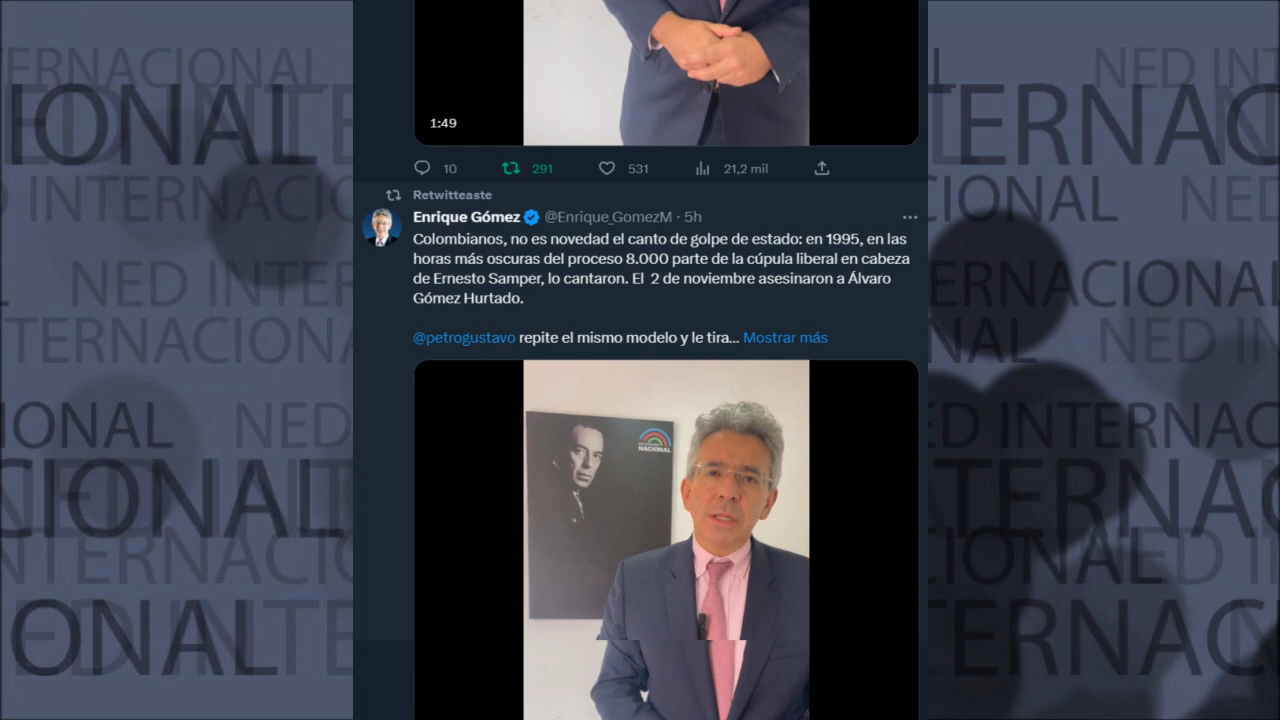 1:49
10 291 531 21,2 mil
Retwitteaste
Enrique Gómez @Enrique_GomezM · 5h
Colombianos, no es novedad el canto de golpe de estado: en 1995, en las
horas más oscuras del proceso 8.000 parte de la cúpula liberal en cabeza
de Ernesto Samper, lo cantaron. El  2 de noviembre asesinaron a Álvaro
Gómez Hurtado.
@petrogustavo repite el mismo modelo y le tira... Mostrar más
NACIONAL
NED INTERNACIONAL